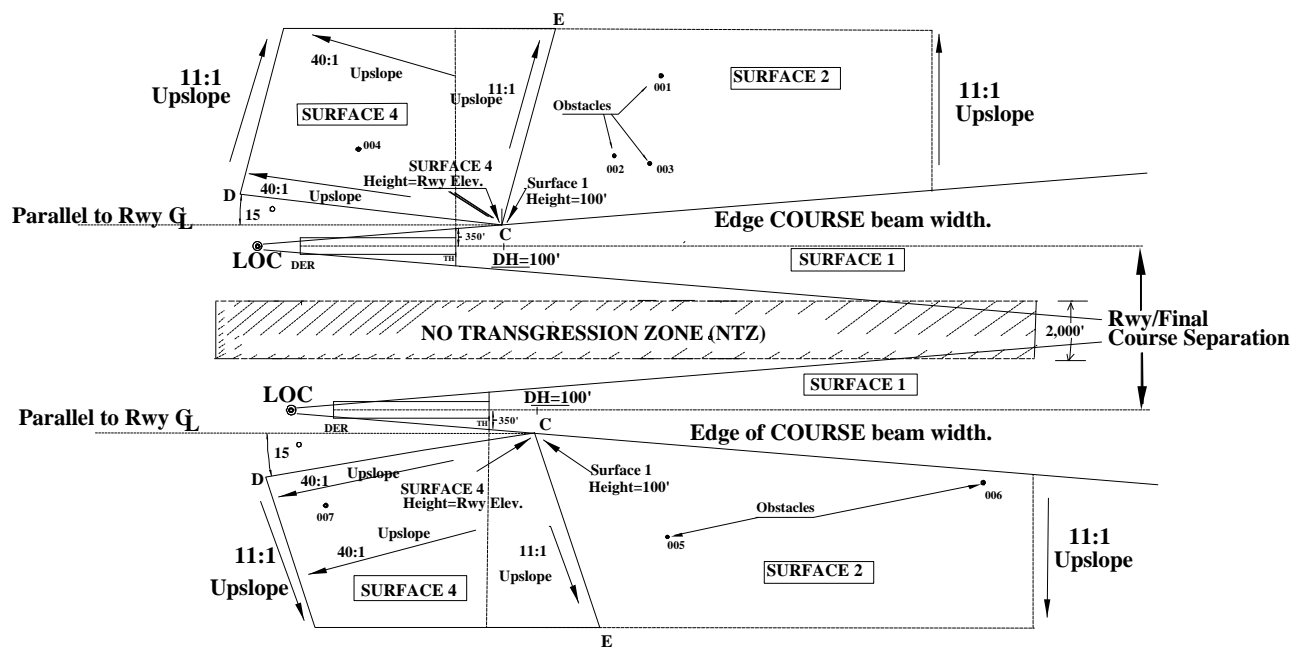 E
40:1
Upslope
11:1
Upslope
Upslope
11:1
SURFACE 4
004
001
Obstacles
002
003
SURFACE 2
11:1
Upslope
D
40:1
Upslope
SURFACE 4
Height=Rwy Elev.
Surface 1
Height=100'
Parallel to Rwy CL
15
C
350'
Edge COURSE beam width.
LOC
DER
TH
DH=100'
SURFACE 1
NO TRANSGRESSION ZONE (NTZ)
2,000'
Rwy/Final
Course Separation
SURFACE 1
LOC
DH=100'
Parallel to Rwy CL
DER
TH
350'
C
Edge of COURSE beam width.
15
D
40:1
Upslope
SURFACE 4
Height=Rwy Elev.
Surface 1
Height=100'
007
Upslope
40:1
11:1
Upslope
SURFACE 4
11:1
Upslope
Obstacles
005
006
SURFACE 2
11:1
Upslope
E